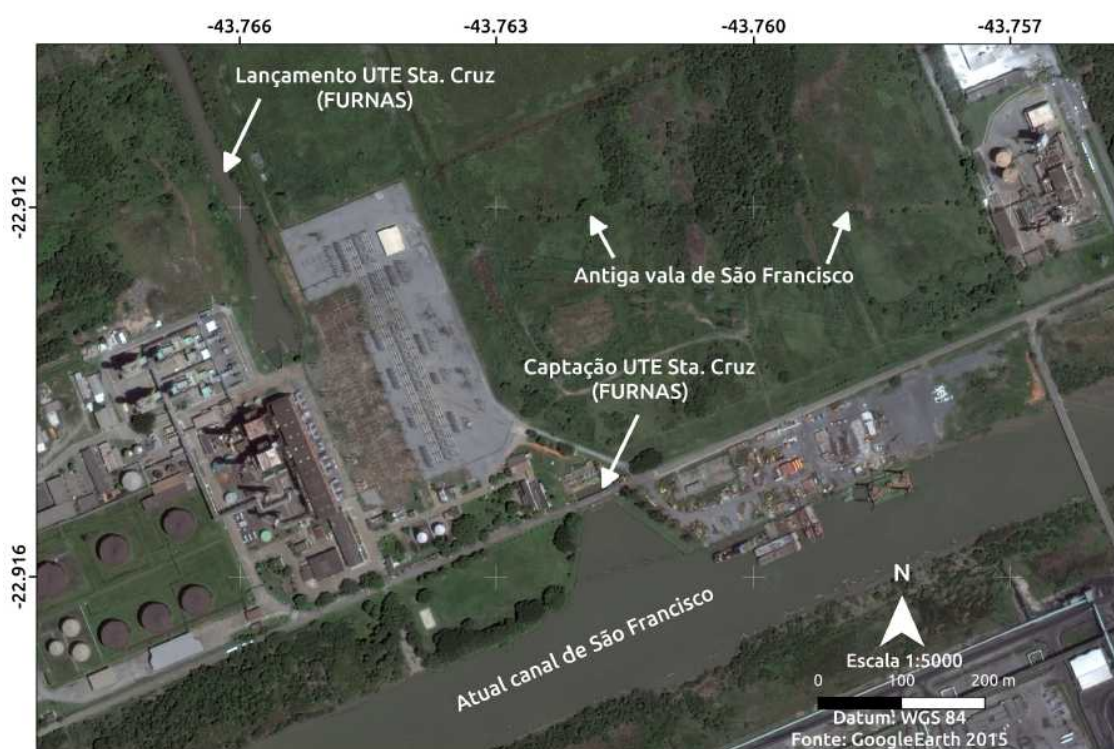 -43.766 -43.763 -43.760 -43.757
Lançamento UTE Sta. Cruz
(FURNAS)
-22.912
Antiga vala de São Francisco
Captação UTE Sta. Cruz
(FURNAS)
-22.916
Atual canal de São Francisco
N
Escala 1:5000
0 100 200 m
Datum: WGS 84
Fonte: GoogleEarth 2015